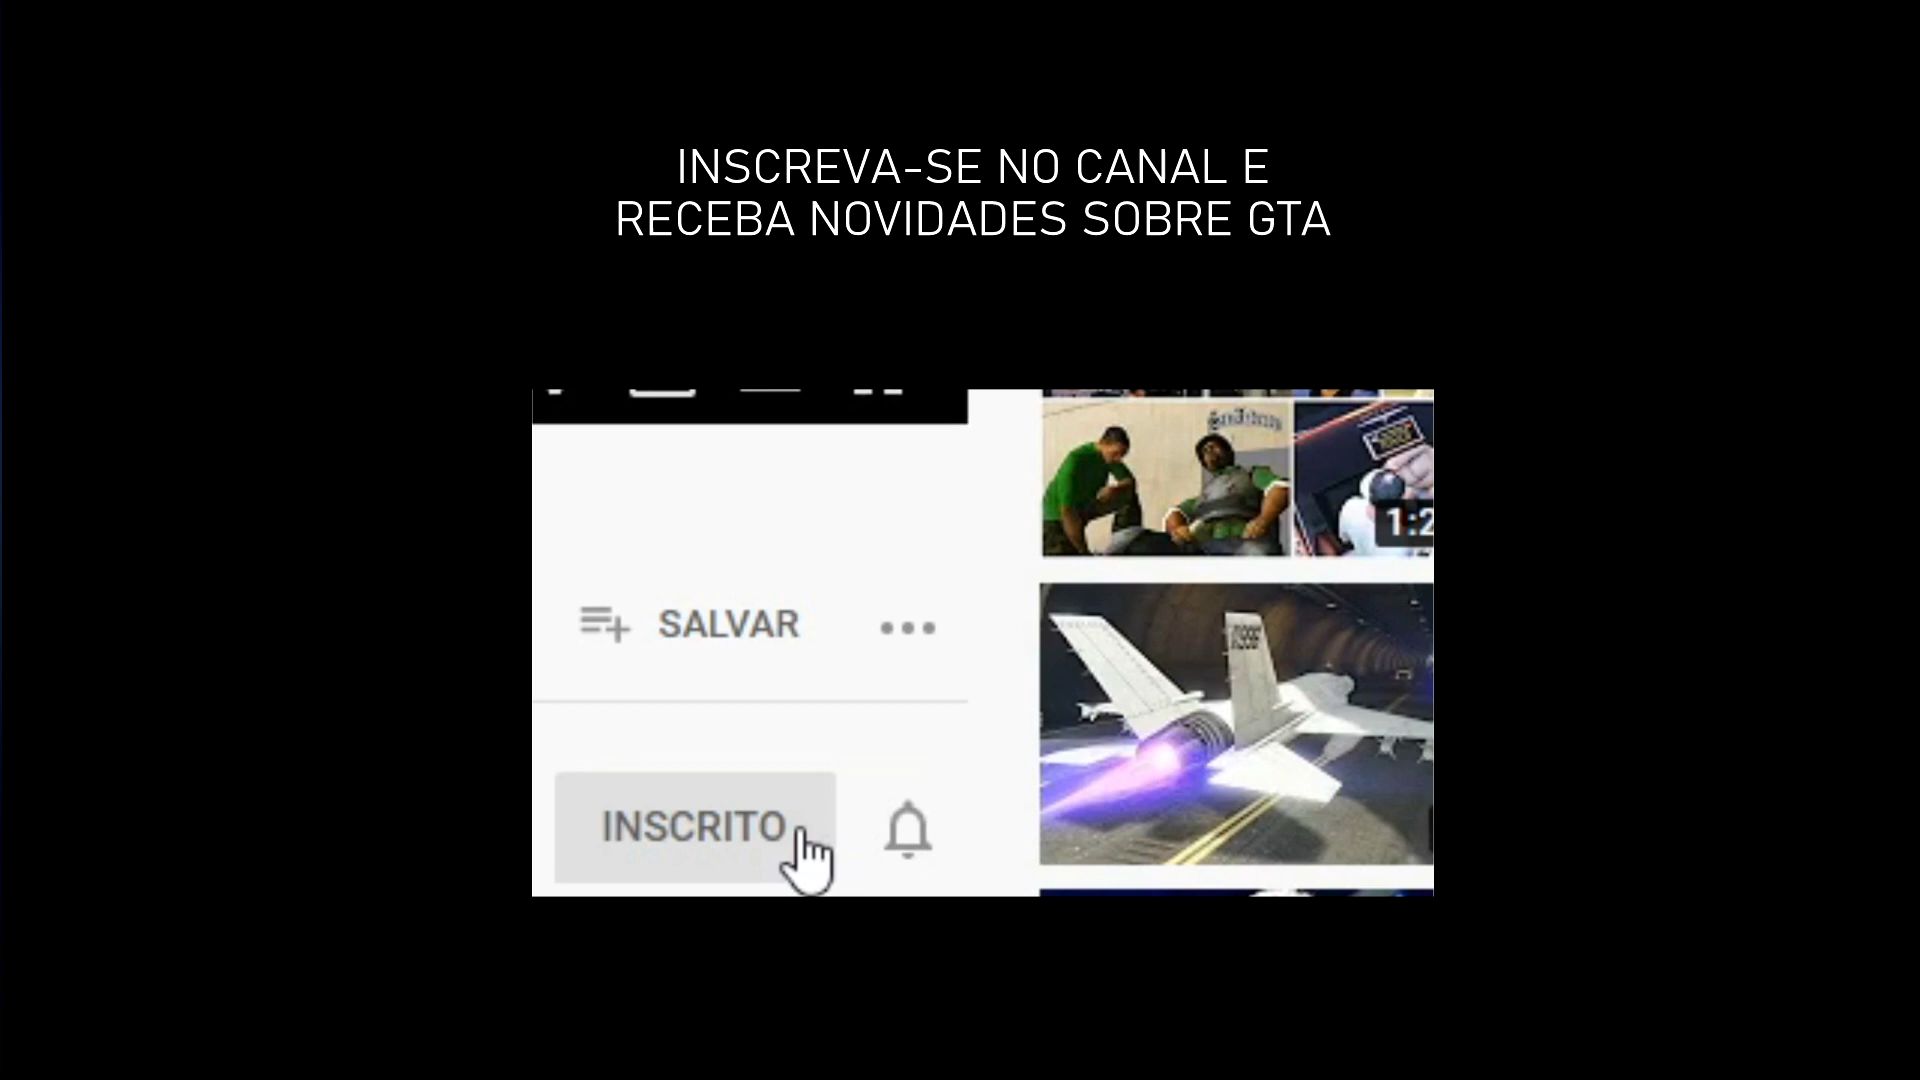 INSCREVA-SE NO CANAL E
RECEBA NOVIDADES SOBRE GTA
SALVAR
INSCRITO